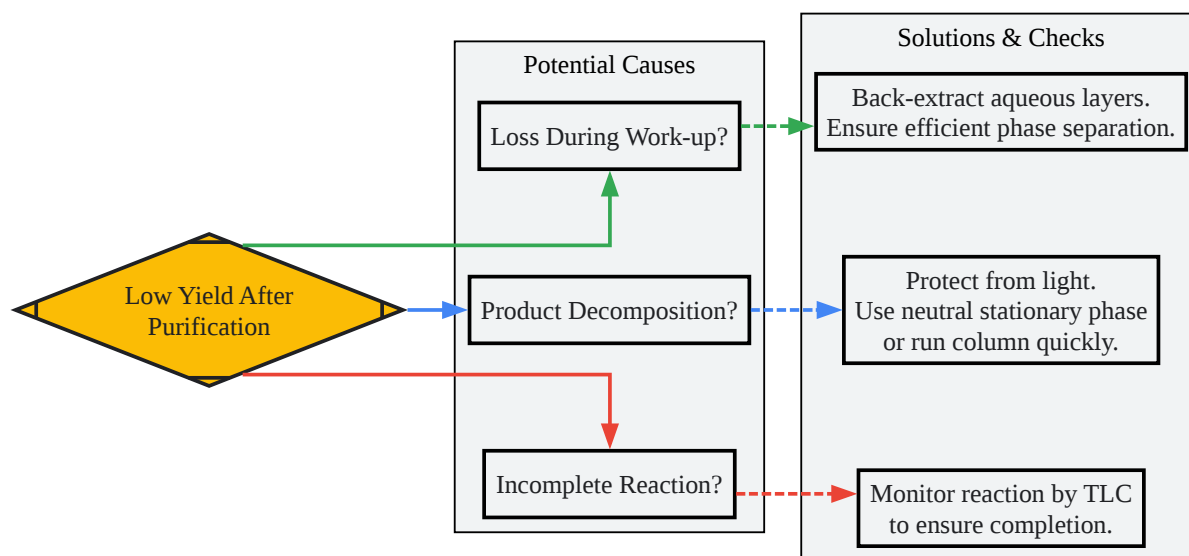 Solutions & Checks
Potential Causes
Back-extract aqueous layers.
Ensure efficient phase separation.
Loss During Work-up?
Low Yield After
Purification
Product Decomposition?
Protect from light.
Use neutral stationary phase
or run column quickly.
Incomplete Reaction?
Monitor reaction by TLC
to ensure completion.